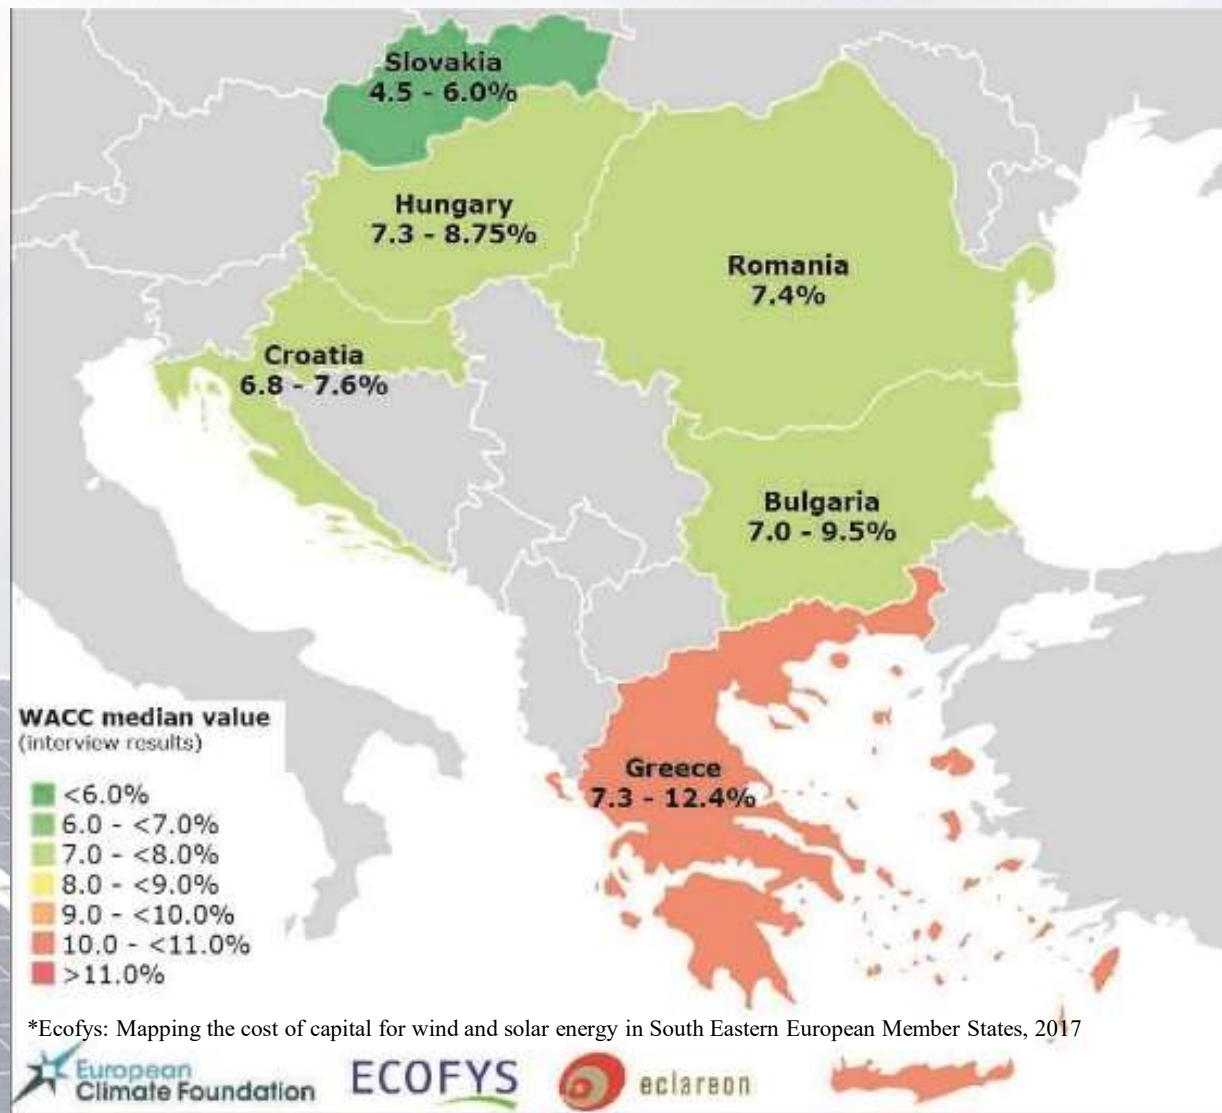 Slovakia
4.5 - 6.0%
Hungary
7.3 - 8.75%
Romania
7.4%
Croatia
6.8 - 7.6%
Bulgaria
7.0 - 9.5%
Greece
7.3 - 12.4%
WACC median value
(interview results)
<6.0%
6.0 - <7.0%
7.0 - <8.0%
8.0 - <9.0%
9.0 - <10.0%
10.0 - <11.0%
>11.0%
*Ecofys: Mapping the cost of capital for wind and solar energy in South Eastern European Member States, 2017
European
Climate Foundation
ECOFYS
eclareon